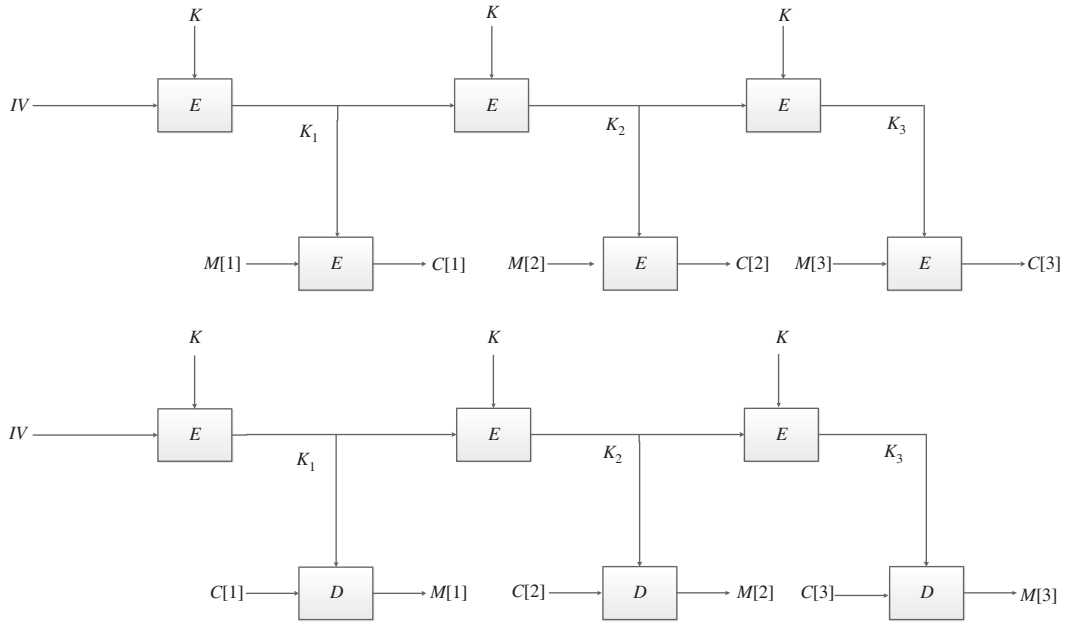 K K K
IV E E E
K₁ K₂ K₃
M[1] E C[1] M[2] E C[2] M[3] E C[3]
K K K
IV E E E
K₁ K₂ K₃
C[1] D M[1] C[2] D M[2] C[3] D M[3]